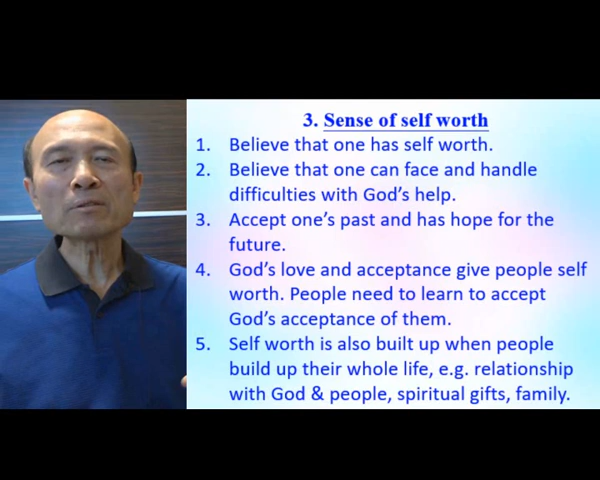 3. Sense of self worth
1. Believe that one has self worth.
2. Believe that one can face and handle
difficulties with God's help.
3. Accept one's past and has hope for the
future.
4. God's love and acceptance give people self
worth. People need to learn to accept
God's acceptance of them.
5. Self worth is also built up when people
build up their whole life, e.g. relationship
with God & people, spiritual gifts, family.